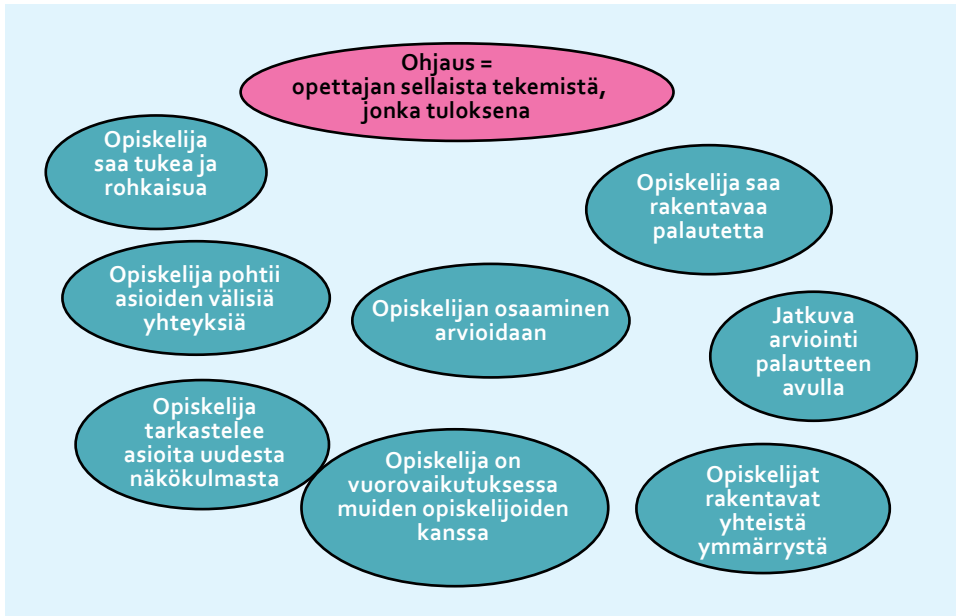 Ohjaus =
opettajan sellaista tekemistä,
jonka tuloksena
Opiskelija
saa tukea ja
rohkaisua
Opiskelija saa
rakentavaa
palautetta
Opiskelija pohtii
asioiden välisiä
yhteyksiä
Opiskelijan osaaminen
arvioidaan
Jatkuva
arviointi
palautteen
avulla
Opiskelija
tarkastelee
asioita uudesta
näkökulmasta
Opiskelija on
vuorovaikutuksessa
muiden opiskelijoiden
kanssa
Opiskelijat
rakentavat
yhteistä
ymmärrystä